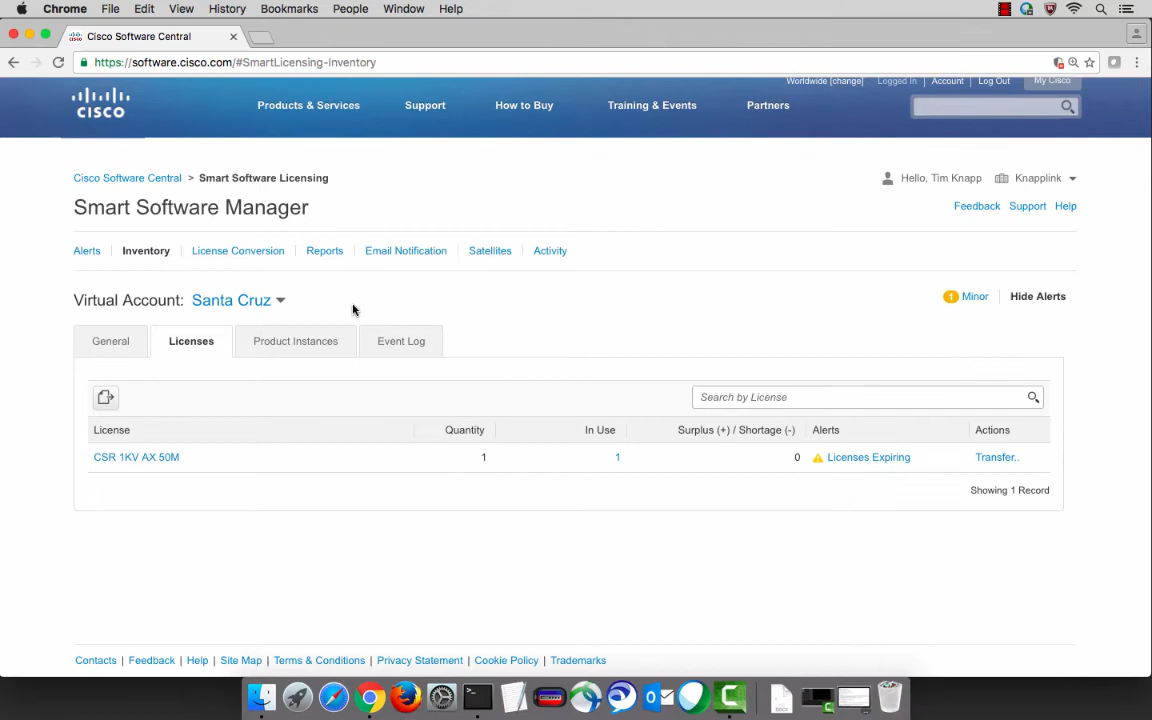 Chrome File Edit View History Bookmarks People Window Help
Cisco Software Central
https://software.cisco.com/#SmartLicensing-Inventory
Worldwide [change] Logged In Account Log Out My Cisco
CISCO Products & Services Support How to Buy Training & Events Partners
Cisco Software Central > Smart Software Licensing Hello, Tim Knapp Knapplink
Smart Software Manager Feedback Support Help
Alerts Inventory License Conversion Reports Email Notification Satellites Activity
Virtual Account: Santa Cruz 1 Minor Hide Alerts
General Licenses Product Instances Event Log
Search by License
License Quantity In Use Surplus (+) / Shortage (-) Alerts Actions
CSR 1KV AX 50M 1 1 0 Licenses Expiring Transfer..
Showing 1 Record
Contacts | Feedback | Help | Site Map | Terms & Conditions | Privacy Statement | Cookie Policy | Trademarks